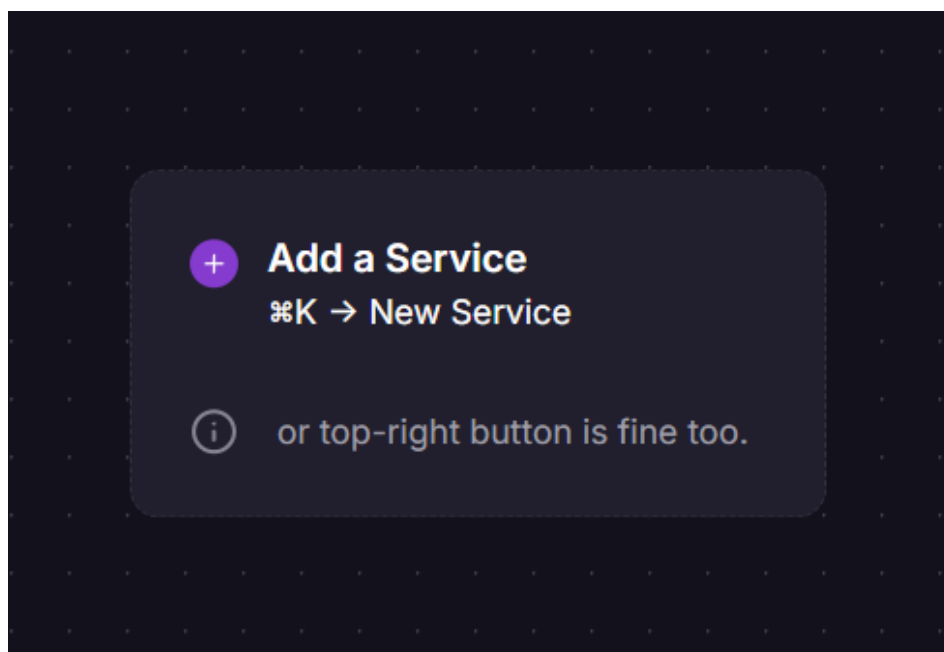 Add a Service
⌘K → New Service
or top-right button is fine too.